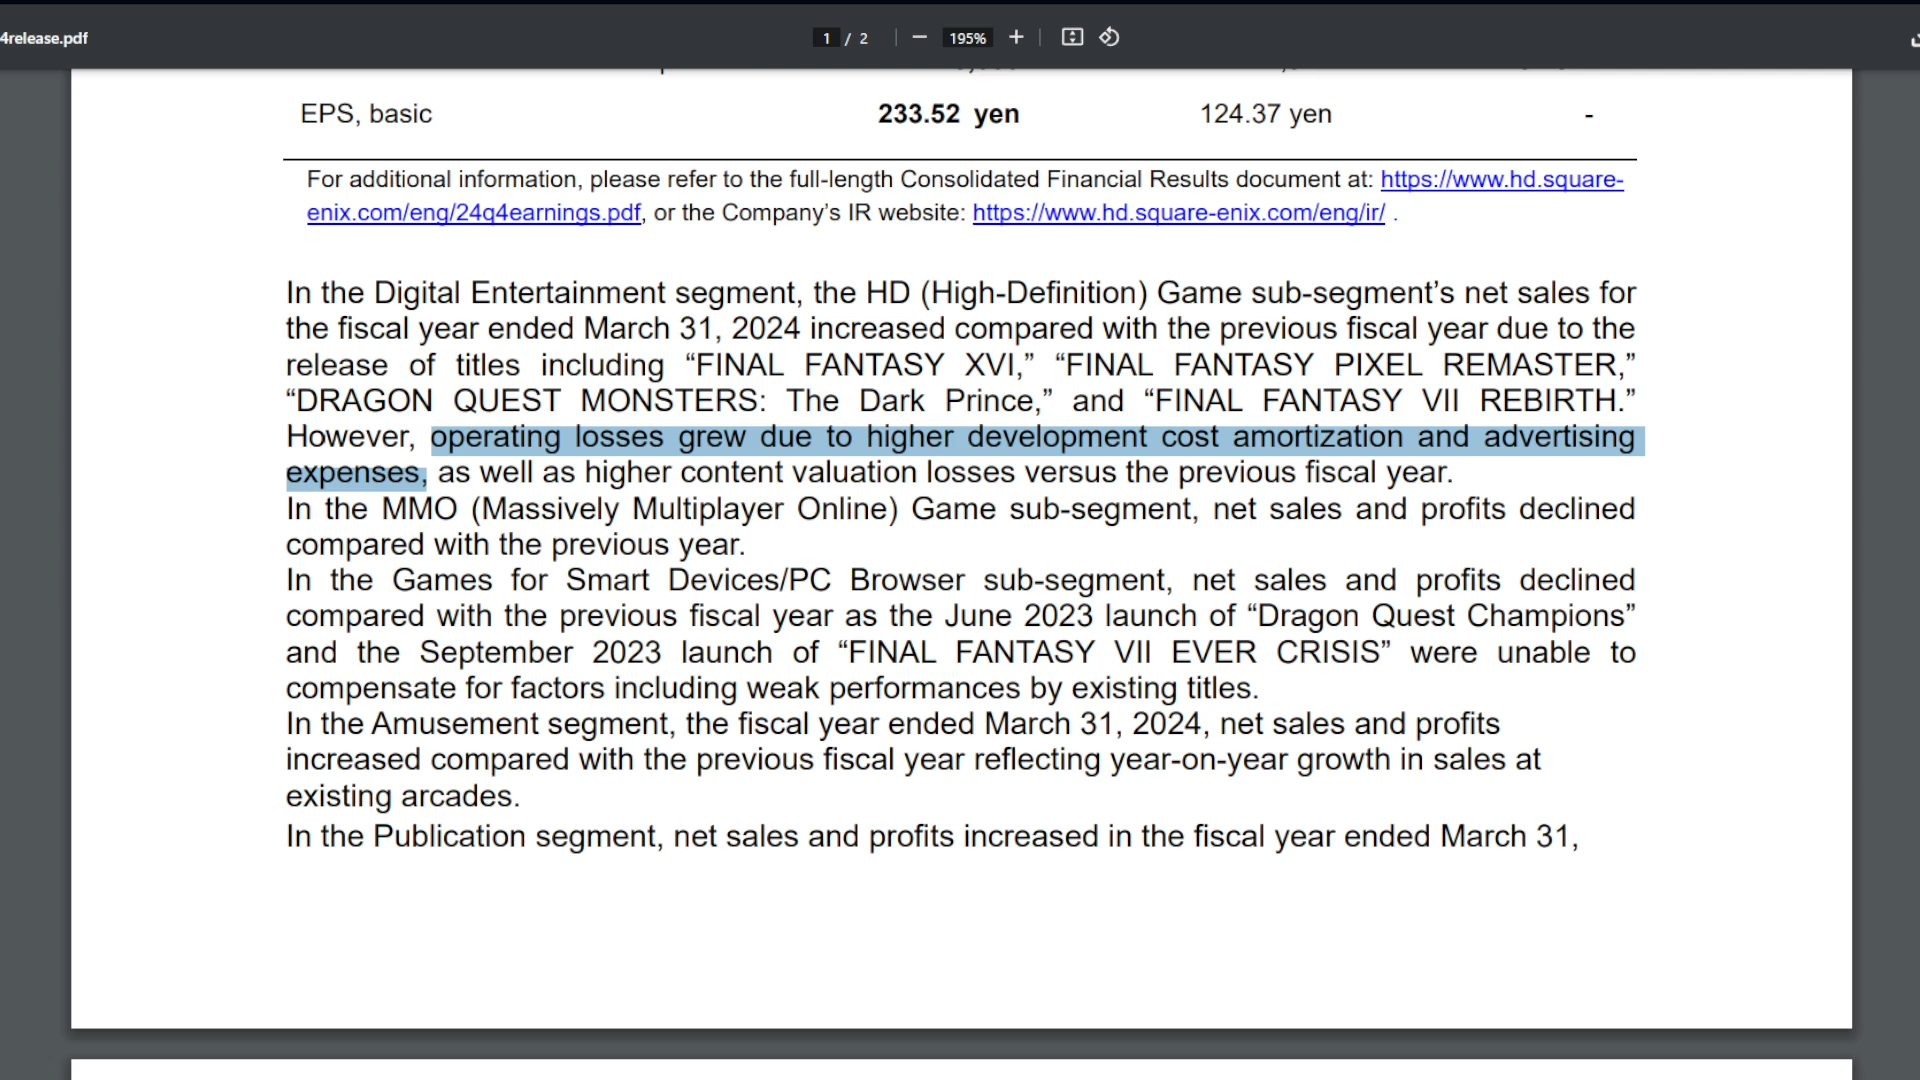 4release.pdf
1 / 2
195%
EPS, basic 233.52 yen 124.37 yen -
For additional information, please refer to the full-length Consolidated Financial Results document at: https://www.hd.square-
enix.com/eng/24q4earnings.pdf, or the Company’s IR website: https://www.hd.square-enix.com/eng/ir/ .
In the Digital Entertainment segment, the HD (High-Definition) Game sub-segment’s net sales for
the fiscal year ended March 31, 2024 increased compared with the previous fiscal year due to the
release of titles including “FINAL FANTASY XVI,” “FINAL FANTASY PIXEL REMASTER,”
“DRAGON QUEST MONSTERS: The Dark Prince,” and “FINAL FANTASY VII REBIRTH.”
However, operating losses grew due to higher development cost amortization and advertising
expenses, as well as higher content valuation losses versus the previous fiscal year.
In the MMO (Massively Multiplayer Online) Game sub-segment, net sales and profits declined
compared with the previous year.
In the Games for Smart Devices/PC Browser sub-segment, net sales and profits declined
compared with the previous fiscal year as the June 2023 launch of “Dragon Quest Champions”
and the September 2023 launch of “FINAL FANTASY VII EVER CRISIS” were unable to
compensate for factors including weak performances by existing titles.
In the Amusement segment, the fiscal year ended March 31, 2024, net sales and profits
increased compared with the previous fiscal year reflecting year-on-year growth in sales at
existing arcades.
In the Publication segment, net sales and profits increased in the fiscal year ended March 31,